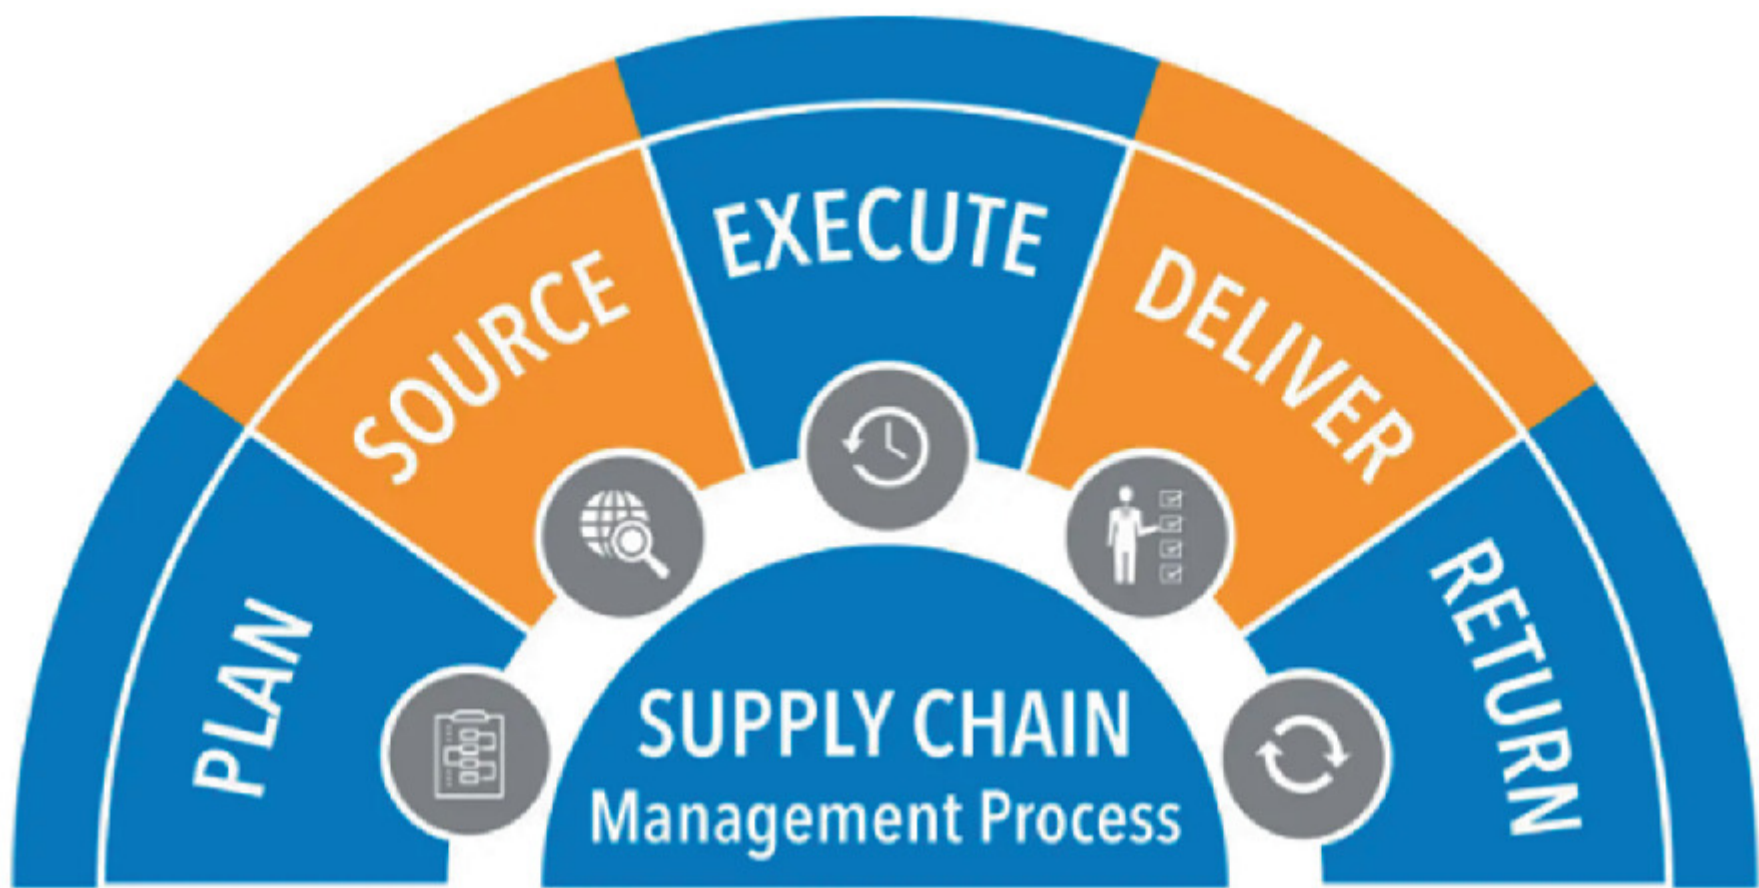 PLAN
SOURCE
EXECUTE
DELIVER
RETURN
SUPPLY CHAIN
Management Process